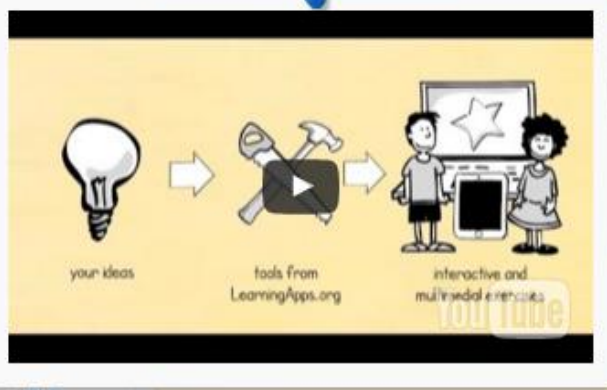 your ideas
tools from
LearningApps.org
interactive and
multimedial exercises
YouTube